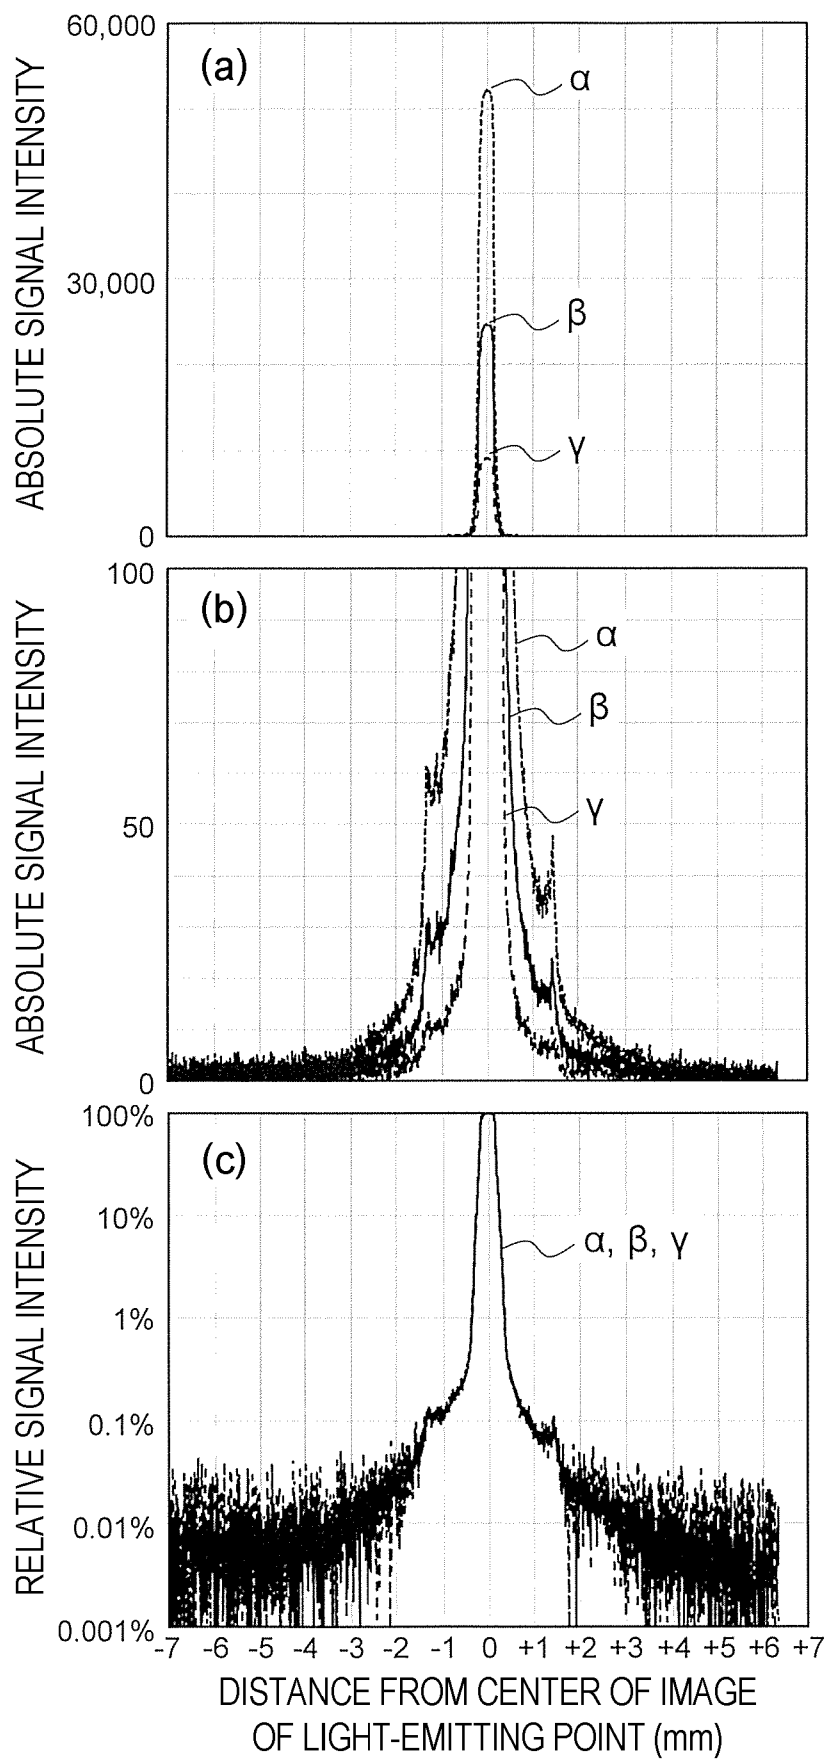 60,000
(a)
α
ABSOLUTE SIGNAL INTENSITY
30,000
β
γ
0
100
(b)
α
ABSOLUTE SIGNAL INTENSITY
β
50
γ
0
100%
(c)
10%
α, β, γ
RELATIVE SIGNAL INTENSITY
1%
0.1%
0.01%
0.001%
-7 -6 -5 -4 -3 -2 -1 0 +1 +2 +3 +4 +5 +6 +7
DISTANCE FROM CENTER OF IMAGE
OF LIGHT-EMITTING POINT (mm)